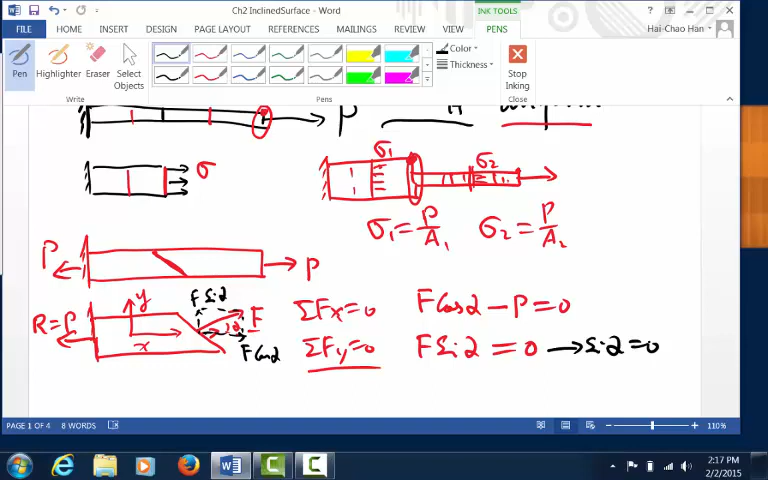 Ch2 InclinedSurface - Word
INK TOOLS
Hai-Chao Han
FILE HOME INSERT DESIGN PAGE LAYOUT REFERENCES MAILINGS REVIEW VIEW PENS
Pen Highlighter Eraser Select Objects
Color
Thickness
Stop Inking
Write Pens Close
P
σ
σ1 σ2
σ1 = P/A1 σ2 = P/A2
P P
y F Sin α
ΣFx=0 F Cos α - P = 0
R=P F
x α
F Cos α
ΣFy=0 F Sin α = 0 → Sin α = 0
PAGE 1 OF 4 8 WORDS 110%
2:17 PM
2/2/2015